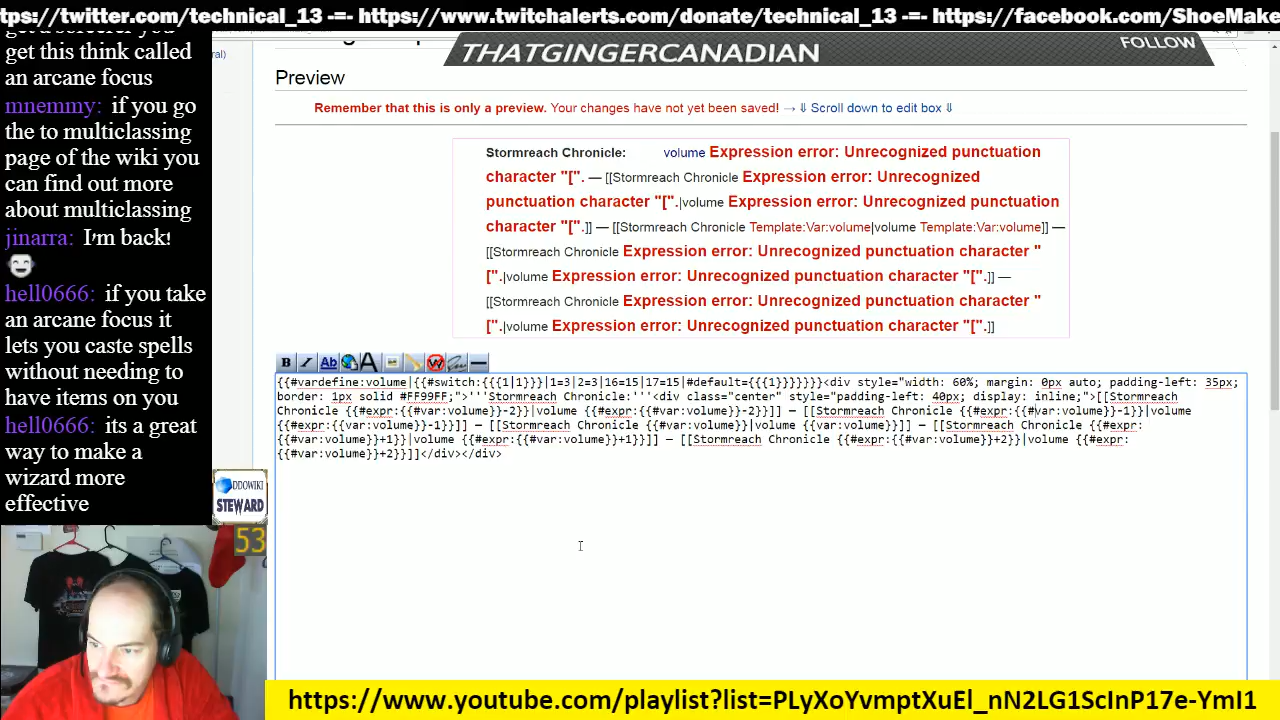 tps://twitter.com/technical_13 -=- https://www.twitchalerts.com/donate/technical_13 -=- https://facebook.com/ShoeMake
get this think called
an arcane focus
mnemmy: if you go
the to multiclassing
page of the wiki you
can find out more
about multiclassing
jinarra: I'm back!
hell0666: if you take
an arcane focus it
lets you caste spells
without needing to
have items on you
hell0666: its a great
way to make a
wizard more
effective
THATGINGERCANADIAN
FOLLOW
Preview
Remember that this is only a preview. Your changes have not yet been saved! → ⇓ Scroll down to edit box ⇓
Stormreach Chronicle: volume Expression error: Unrecognized punctuation
character "[". — [[Stormreach Chronicle Expression error: Unrecognized
punctuation character "[".|volume Expression error: Unrecognized punctuation
character "[".]] — [[Stormreach Chronicle Template:Var:volume|volume Template:Var:volume]] —
[[Stormreach Chronicle Expression error: Unrecognized punctuation character "
[".|volume Expression error: Unrecognized punctuation character "[".]] —
[[Stormreach Chronicle Expression error: Unrecognized punctuation character "
[".|volume Expression error: Unrecognized punctuation character "[".]]
B I Ab A W
{{#vardefine:volume|{{#switch:{{{1|1}}}|1=3|2=3|16=15|17=15|#default={{{1}}}}}}}<div style="width: 60%; margin: 0px auto; padding-left: 35px;
border: 1px solid #FF99FF;">'''Stormreach Chronicle:'''<div class="center" style="padding-left: 40px; display: inline;">[[Stormreach
Chronicle {{#expr:{{#var:volume}}-2}}|volume {{#expr:{{#var:volume}}-2}}]] — [[Stormreach Chronicle {{#expr:{{#var:volume}}-1}}|volume
{{#expr:{{var:volume}}-1}}]] — [[Stormreach Chronicle {{var:volume}}|volume {{var:volume}}]] — [[Stormreach Chronicle {{#expr:
{{#var:volume}}+1}}|volume {{#expr:{{#var:volume}}+1}}]] — [[Stormreach Chronicle {{#expr:{{#var:volume}}+2}}|volume {{#expr:
{{#var:volume}}+2}}]]</div></div>
DDOWIKI
STEWARD
53
https://www.youtube.com/playlist?list=PLyXoYvmptXuEl_nN2LG1ScInP17e-YmI1